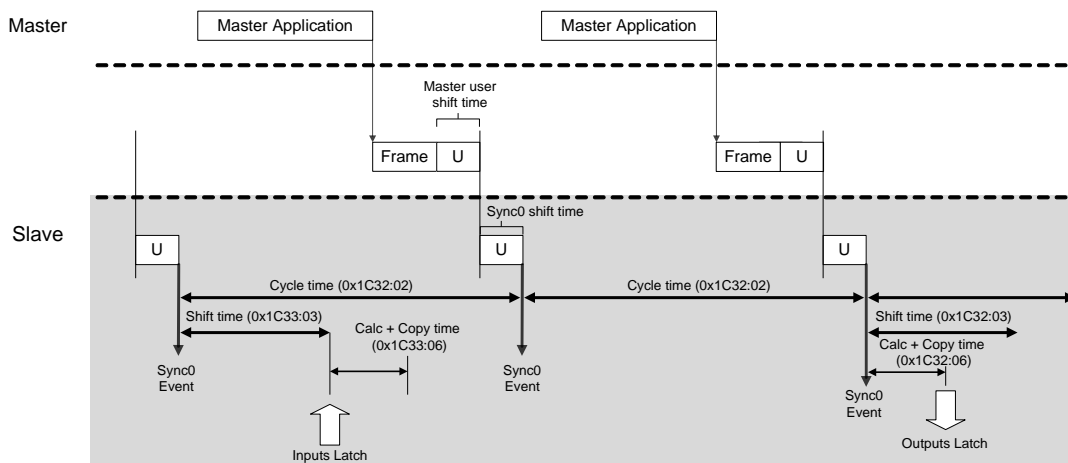 Master
Master Application
Master Application
Master user
shift time
Frame
U
Frame
U
Slave
Sync0 shift time
U
U
U
Cycle time (0x1C32:02)
Cycle time (0x1C32:02)
Shift time (0x1C33:03)
Shift time (0x1C32:03)
Calc + Copy time
(0x1C33:06)
Calc + Copy time
(0x1C32:06)
Sync0
Event
Sync0
Event
Sync0
Event
Inputs Latch
Outputs Latch